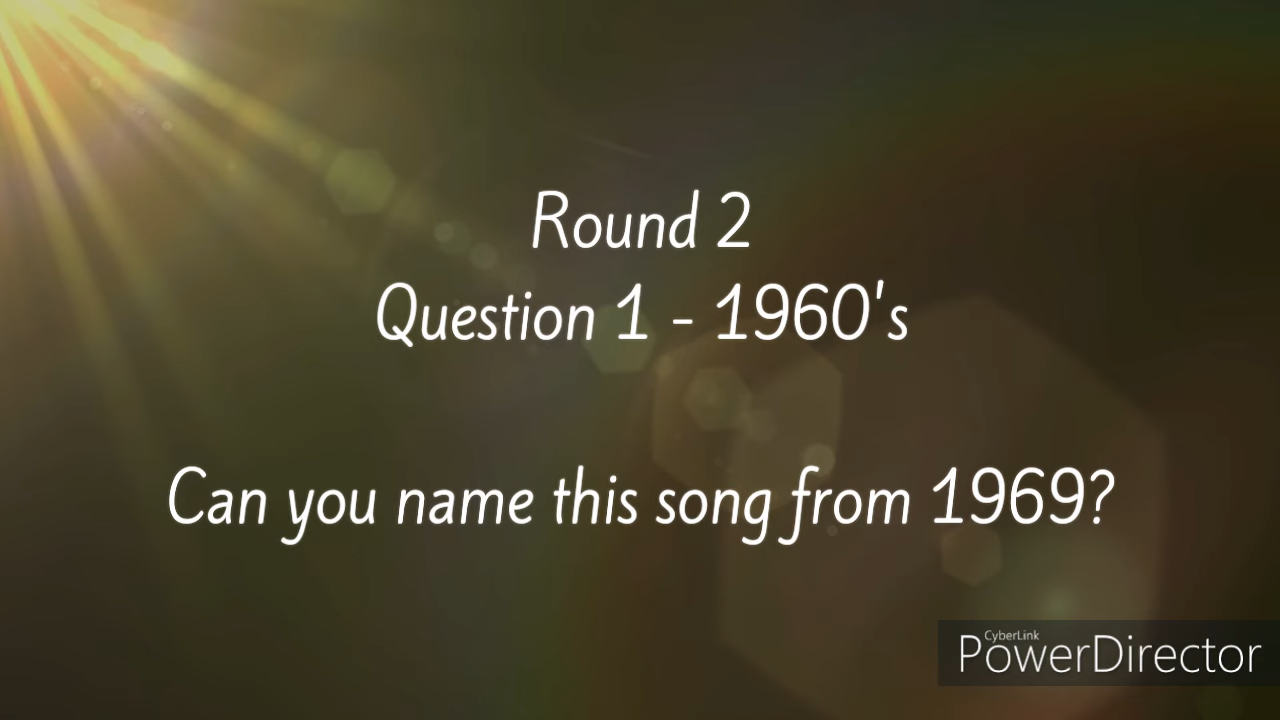 Round 2
Question 1 - 1960's
Can you name this song from 1969?
CyberLink
PowerDirector